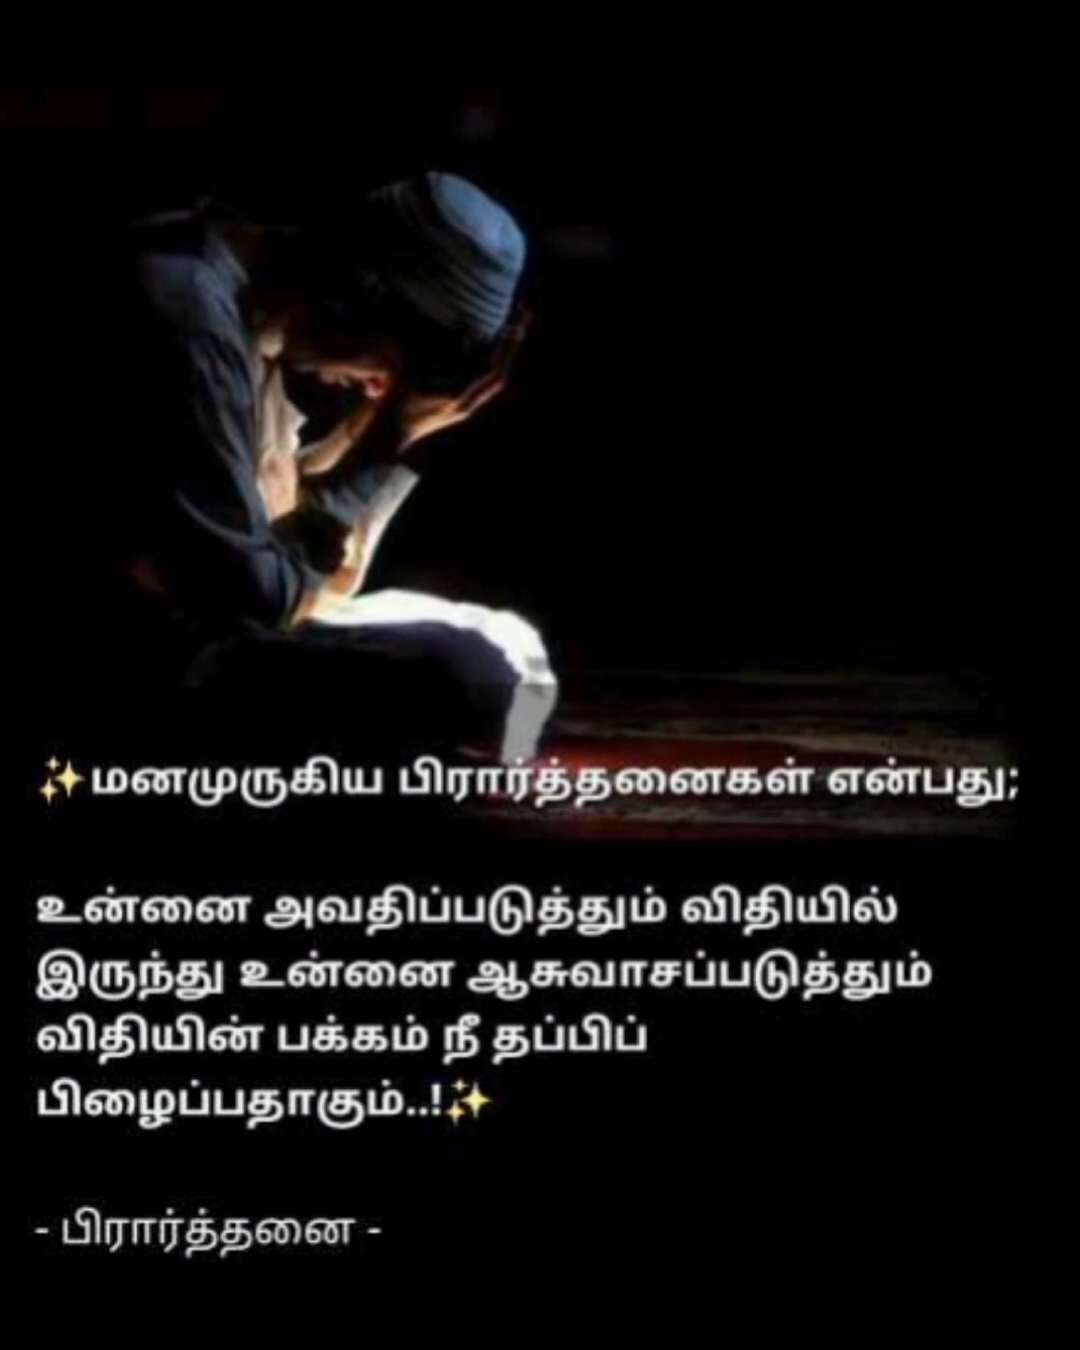 ✨மனமுருகிய பிரார்த்தனைகள் என்பது;
உன்னை அவதிப்படுத்தும் விதியில்
இருந்து உன்னை ஆசுவாசப்படுத்தும்
விதியின் பக்கம் நீ தப்பிப்
பிழைப்பதாகும்..!✨
- பிரார்த்தனை -